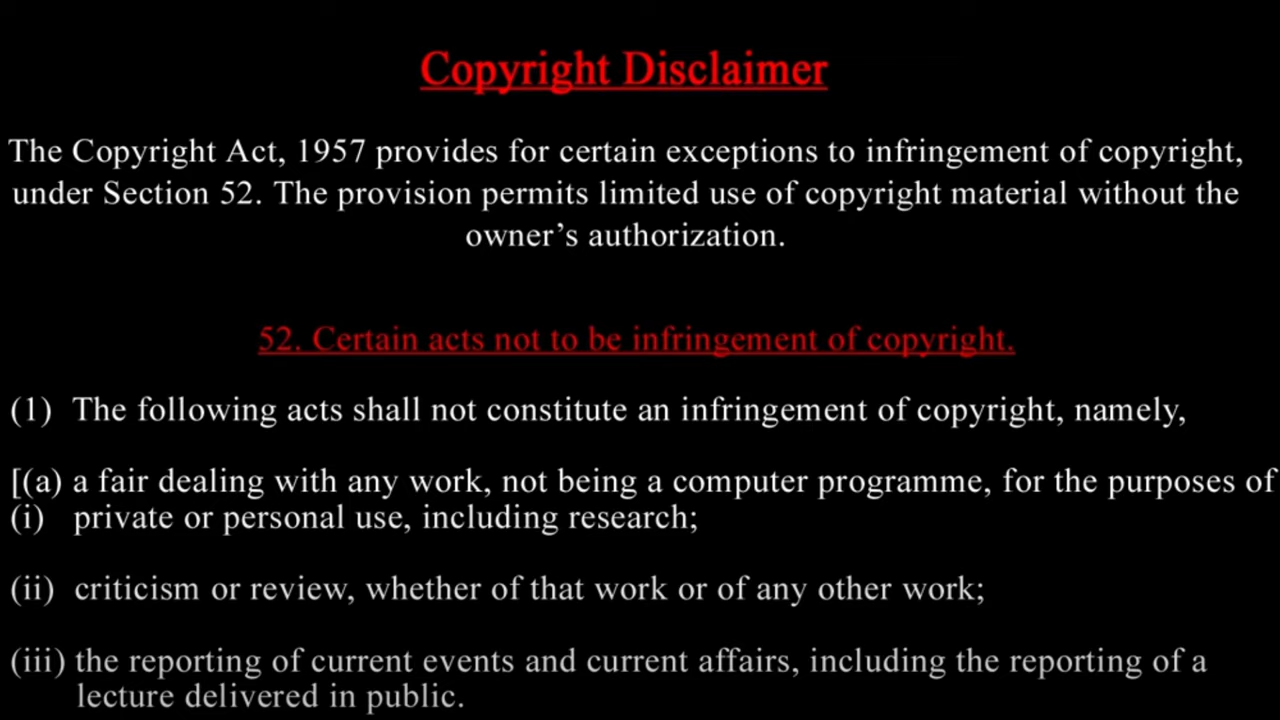 Copyright Disclaimer
The Copyright Act, 1957 provides for certain exceptions to infringement of copyright,
under Section 52. The provision permits limited use of copyright material without the
owner’s authorization.
52. Certain acts not to be infringement of copyright.
(1) The following acts shall not constitute an infringement of copyright, namely,
[(a) a fair dealing with any work, not being a computer programme, for the purposes of
(i) private or personal use, including research;
(ii) criticism or review, whether of that work or of any other work;
(iii) the reporting of current events and current affairs, including the reporting of a
lecture delivered in public.